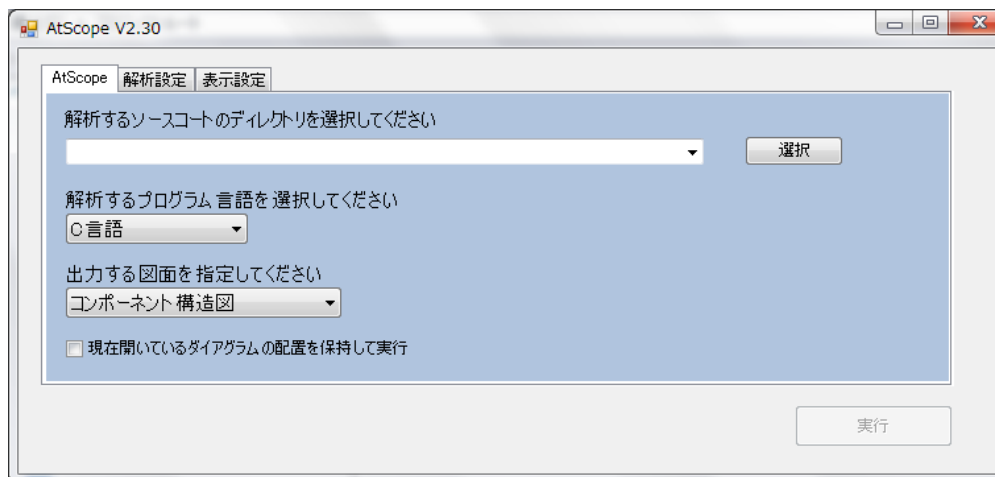 AtScope V2.30
AtScope 解析設定 表示設定
解析するソースコートのディレクトリを選択してください
選択
解析するプログラム言語を選択してください
C言語
出力する図面を指定してください
コンポーネント構造図
現在開いているダイアグラムの配置を保持して実行
実行